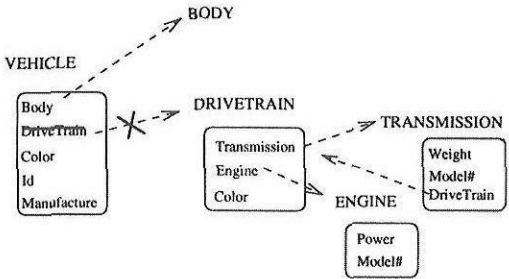 BODY
VEHICLE
Body
DriveTrain
Color
Id
Manufacture
DRIVETRAIN
Transmission
Engine
Color
TRANSMISSION
Weight
Model#
DriveTrain
ENGINE
Power
Model#